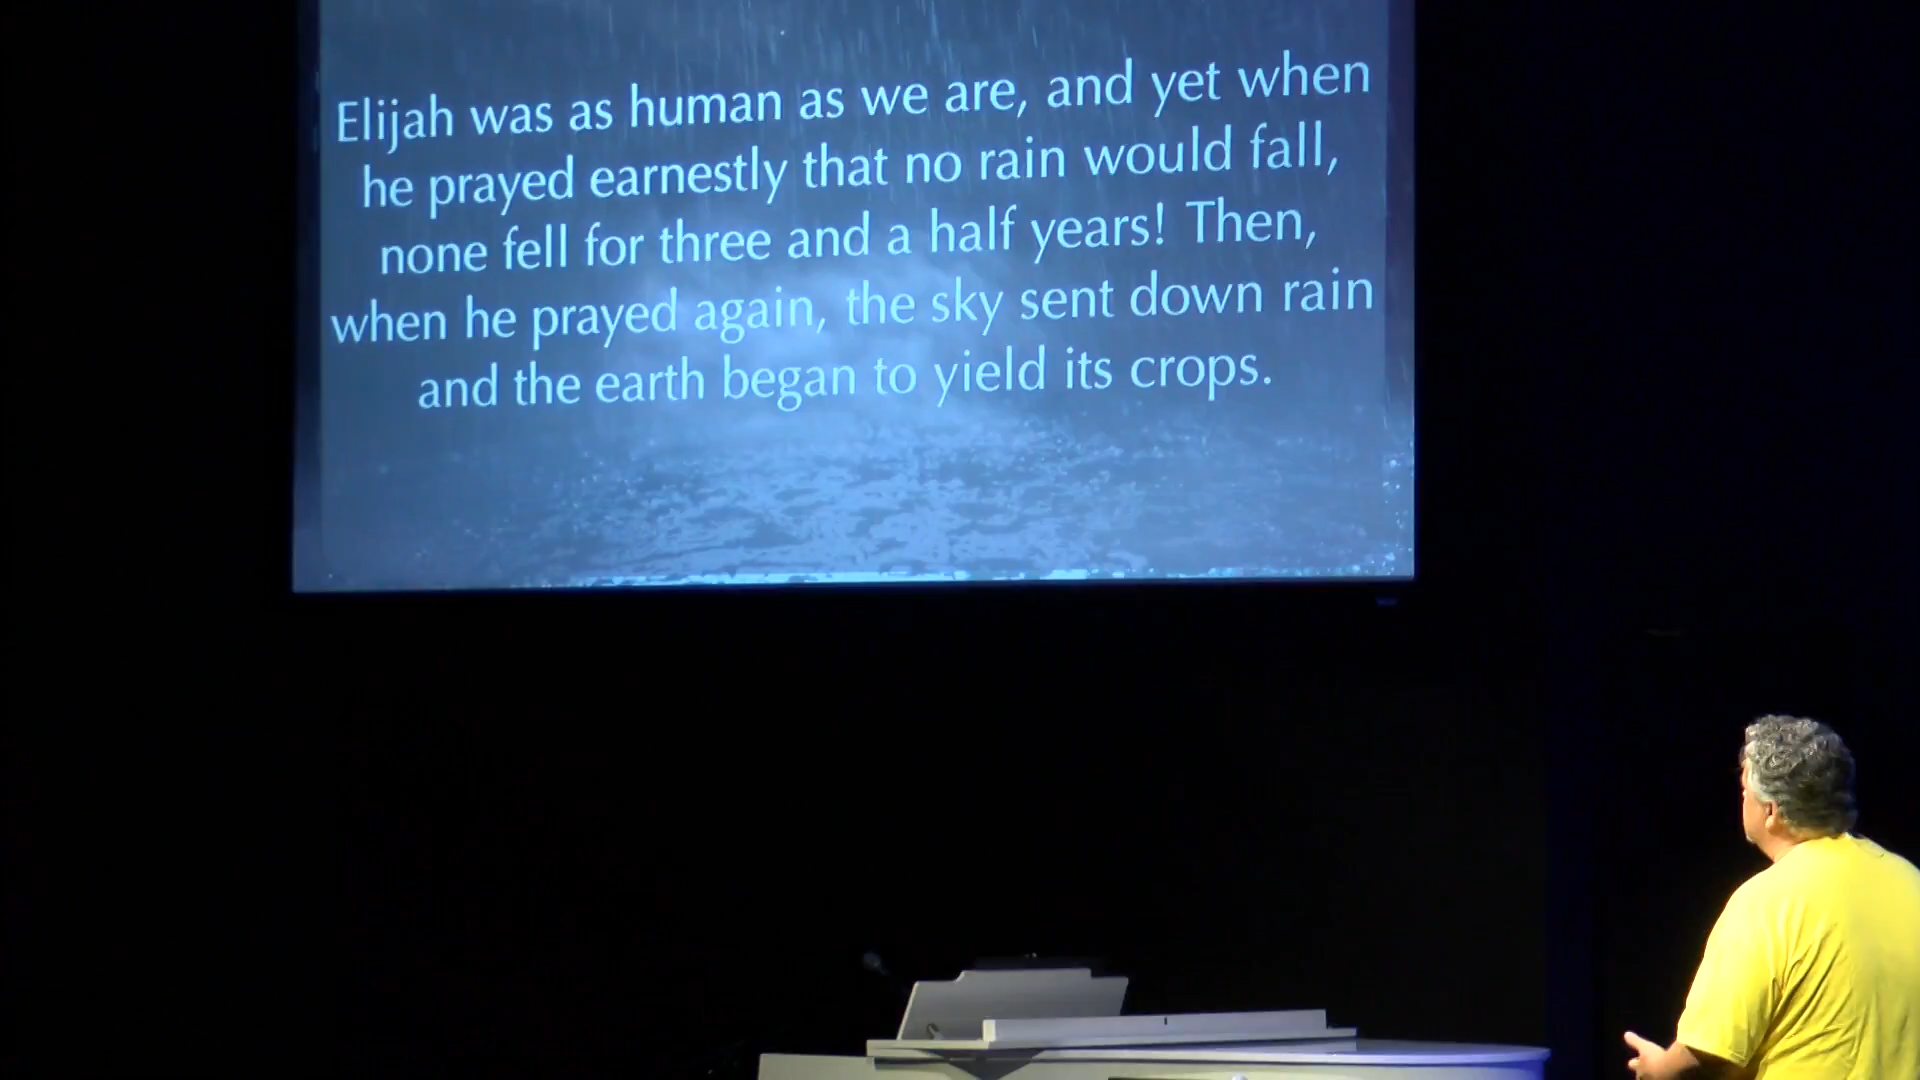 Elijah was as human as we are, and yet when
he prayed earnestly that no rain would fall,
none fell for three and a half years! Then,
when he prayed again, the sky sent down rain
and the earth began to yield its crops.